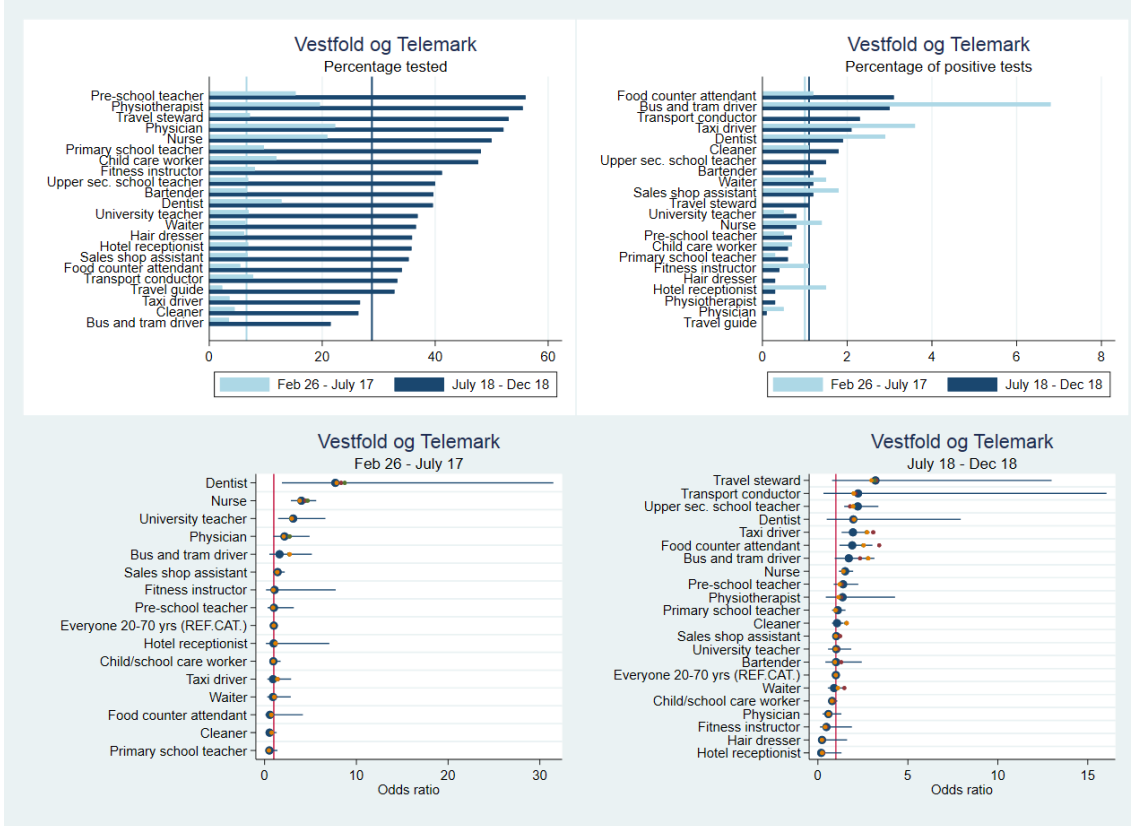 Vestfold og Telemark
Percentage tested
Pre-school teacher
Physiotherapist
Travel steward
Physician
Nurse
Primary school teacher
Child care worker
Fitness instructor
Upper sec. school teacher
Bartender
Dentist
University teacher
Waiter
Hair dresser
Hotel receptionist
Sales shop assistant
Food counter attendant
Transport conductor
Travel guide
Taxi driver
Cleaner
Bus and tram driver
0 20 40 60
Feb 26 - July 17 July 18 - Dec 18
Vestfold og Telemark
Percentage of positive tests
Food counter attendant
Bus and tram driver
Transport conductor
Taxi driver
Dentist
Cleaner
Upper sec. school teacher
Bartender
Waiter
Sales shop assistant
Travel steward
University teacher
Nurse
Pre-school teacher
Child care worker
Primary school teacher
Fitness instructor
Hair dresser
Hotel receptionist
Physiotherapist
Physician
Travel guide
0 2 4 6 8
Feb 26 - July 17 July 18 - Dec 18
Vestfold og Telemark
Feb 26 - July 17
Dentist
Nurse
University teacher
Physician
Bus and tram driver
Sales shop assistant
Fitness instructor
Pre-school teacher
Everyone 20-70 yrs (REF.CAT.)
Hotel receptionist
Child/school care worker
Taxi driver
Waiter
Food counter attendant
Cleaner
Primary school teacher
0 10 20 30
Odds ratio
Vestfold og Telemark
July 18 - Dec 18
Travel steward
Transport conductor
Upper sec. school teacher
Dentist
Taxi driver
Food counter attendant
Bus and tram driver
Nurse
Pre-school teacher
Physiotherapist
Primary school teacher
Cleaner
Sales shop assistant
University teacher
Bartender
Everyone 20-70 yrs (REF.CAT.)
Waiter
Child/school care worker
Physician
Fitness instructor
Hair dresser
Hotel receptionist
0 5 10 15
Odds ratio